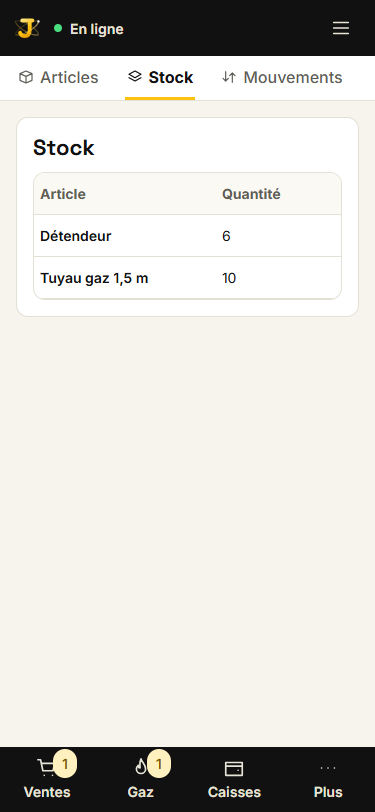 J
En ligne
Articles
Stock
Mouvements
Stock
Article Quantité
Détendeur 6
Tuyau gaz 1,5 m 10
1 1
Ventes Gaz Caisses Plus